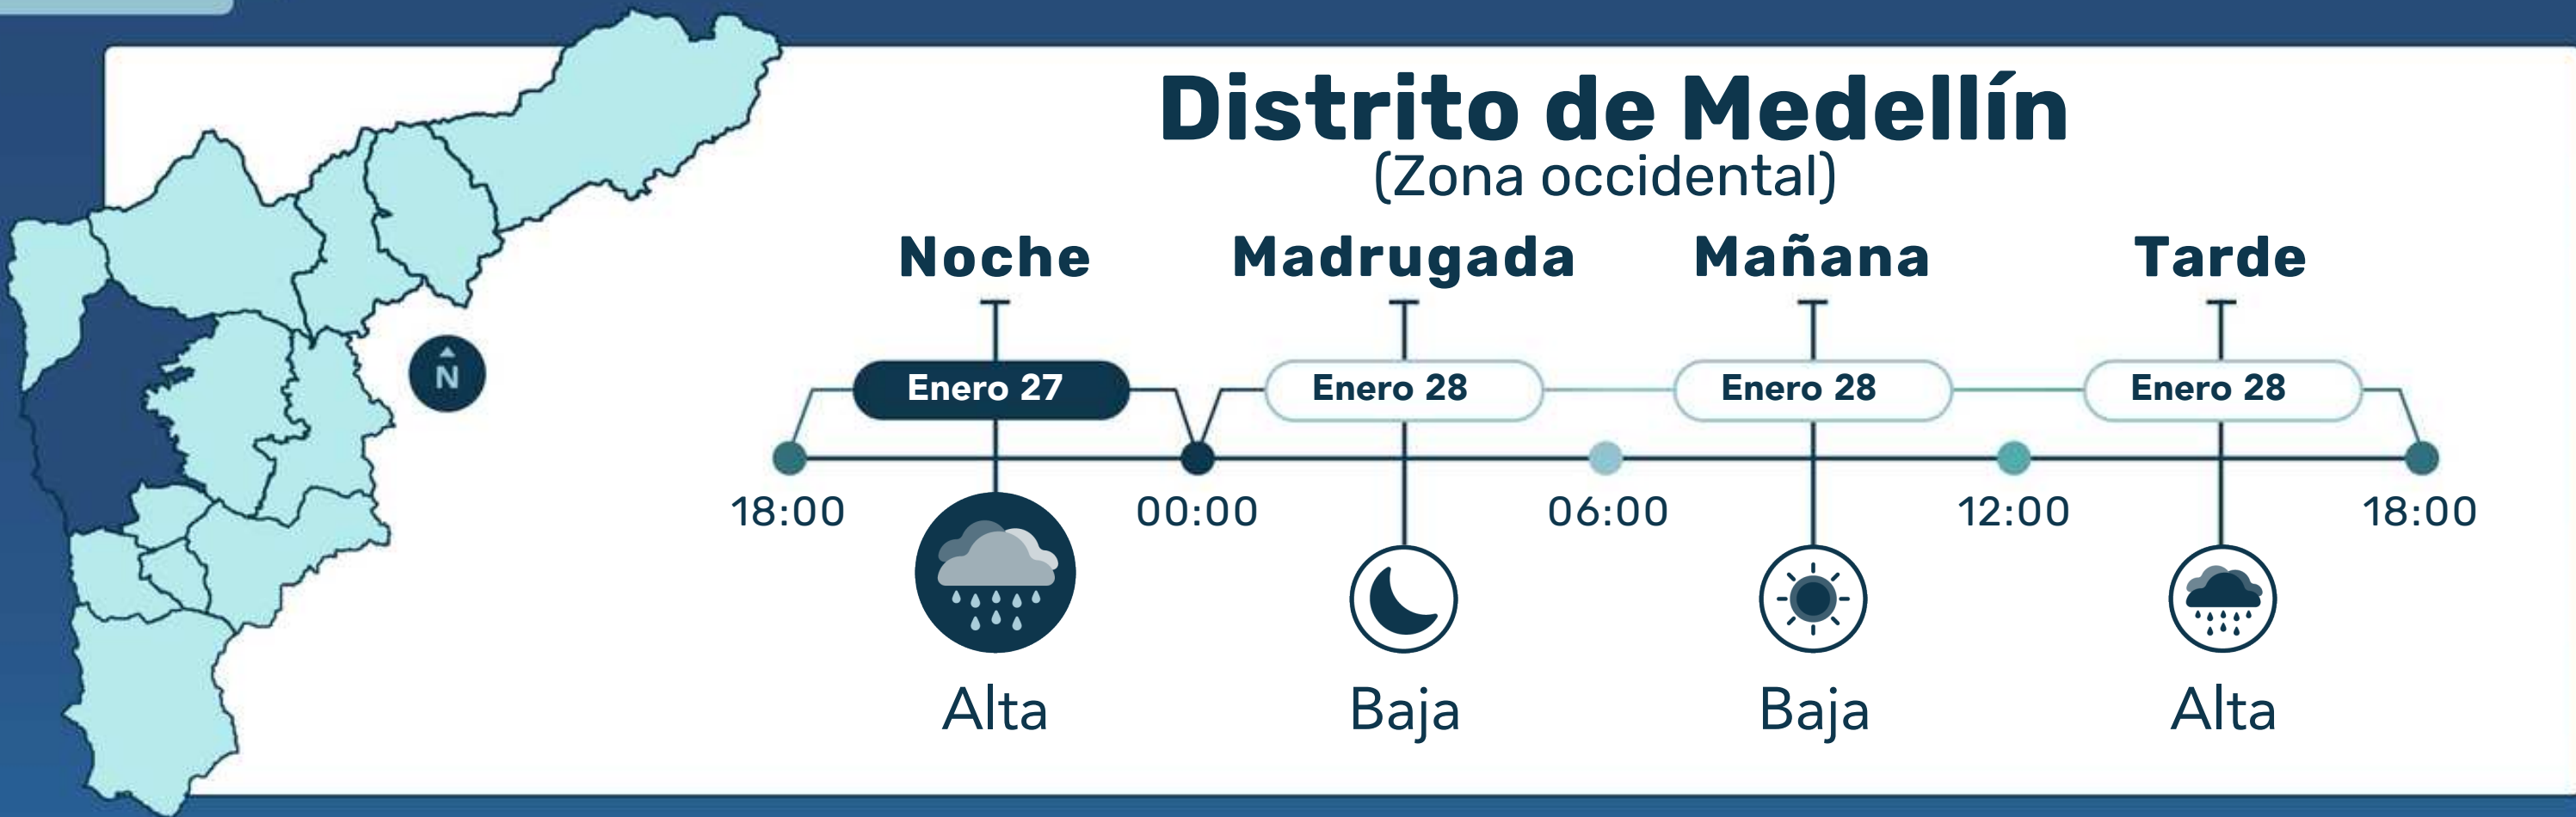 Distrito de Medellín
(Zona occidental)
Noche Madrugada Mañana Tarde
N
Enero 27 Enero 28 Enero 28 Enero 28
18:00 00:00 06:00 12:00 18:00
Alta Baja Baja Alta